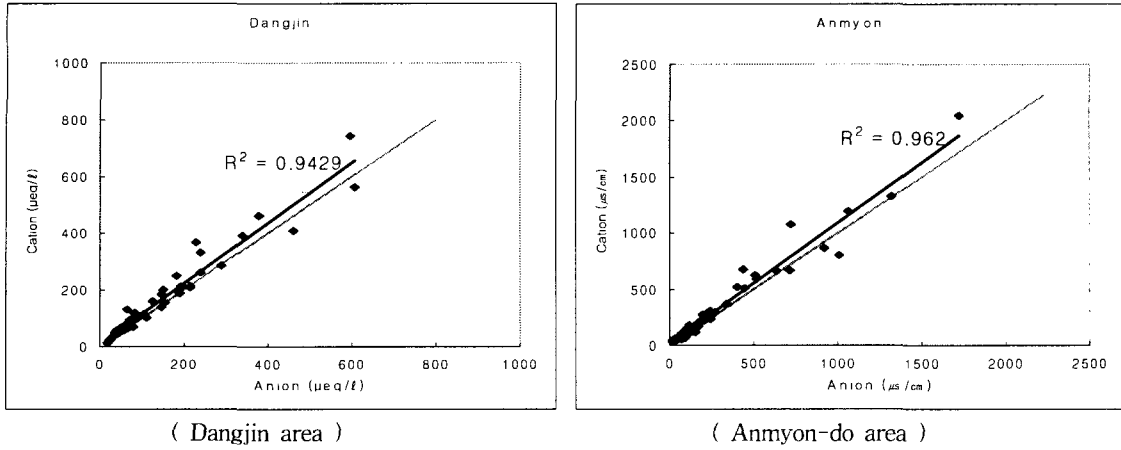 Dangjin
1000
800
600
400
200
0
Cation (µeq/ℓ)
R² = 0.9429
0
200
400
600
800
1000
Anion (µeq/ℓ)
( Dangjin area )
Anmyon
2500
2000
1500
1000
500
0
Cation (µs/cm)
R² = 0.962
0
500
1000
1500
2000
2500
Anion (µs/cm)
( Anmyon-do area )